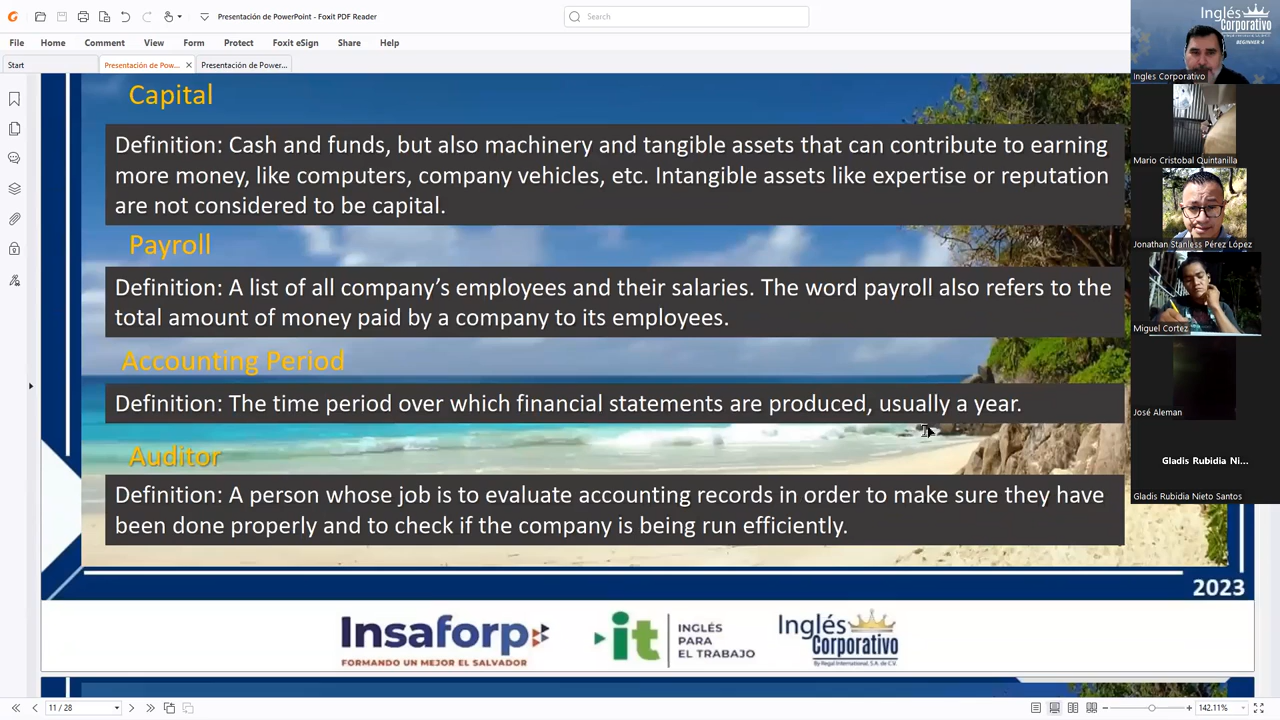 Presentación de PowerPoint - Foxit PDF Reader
Search
File Home Comment View Form Protect Foxit eSign Share Help
Start Presentación de Pow... Presentación de Power...
Capital
Definition: Cash and funds, but also machinery and tangible assets that can contribute to earning
more money, like computers, company vehicles, etc. Intangible assets like expertise or reputation
are not considered to be capital.
Payroll
Definition: A list of all company's employees and their salaries. The word payroll also refers to the
total amount of money paid by a company to its employees.
Accounting Period
Definition: The time period over which financial statements are produced, usually a year.
Auditor
Definition: A person whose job is to evaluate accounting records in order to make sure they have
been done properly and to check if the company is being run efficiently.
2023
Insaforp
FORMANDO UN MEJOR EL SALVADOR
it
INGLÉS
PARA
EL TRABAJO
Inglés
Corporativo
By Regal International, S.A. de C.V.
11 / 28
142.11%
Inglés
Corporativo
BEGINNER 4
Ingles Corporativo
Mario Cristobal Quintanilla
Jonathan Stanless Pérez López
Miguel Cortez
José Aleman
Gladis Rubidia Ni...
Gladis Rubidia Nieto Santos